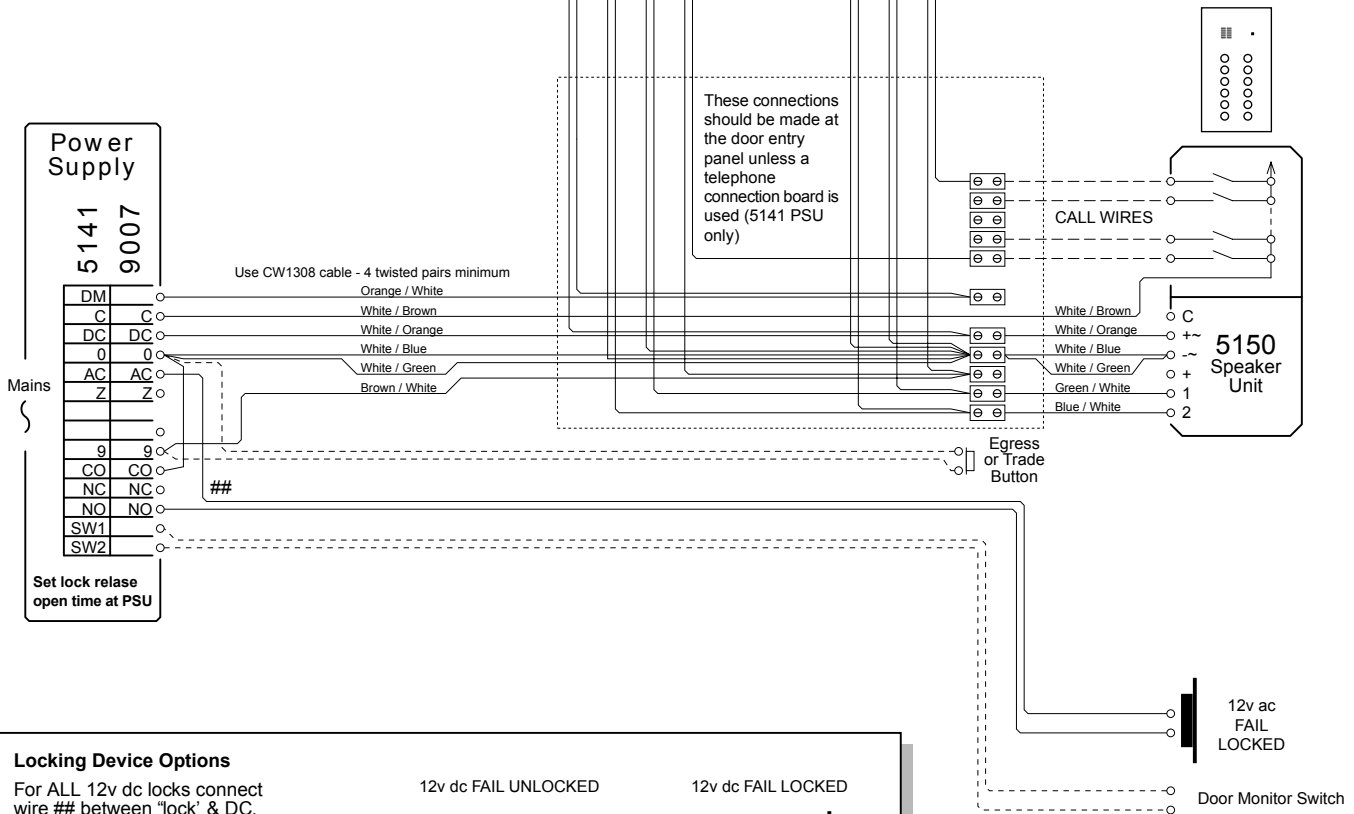 These connections
should be made at
the door entry
panel unless a
telephone
connection board is
used (5141 PSU
only)
Power
Supply
5141
9007
CALL WIRES
Use CW1308 cable - 4 twisted pairs minimum
DM
Orange / White
C C
White / Brown
White / Brown
C
DC DC
White / Orange
White / Orange
+~
0 0
White / Blue
White / Blue
-~
5150
Speaker
Unit
AC AC
White / Green
White / Green
+
Mains
Z Z
Brown / White
Green / White
1
Blue / White
2
9 9
Egress
or Trade
Button
CO CO
NC NC
##
NO NO
SW1
SW2
Set lock relase
open time at PSU
12v ac
FAIL
LOCKED
Locking Device Options
For ALL 12v dc locks connect
wire ## between “lock’ & DC.
12v dc FAIL UNLOCKED
12v dc FAIL LOCKED
Door Monitor Switch